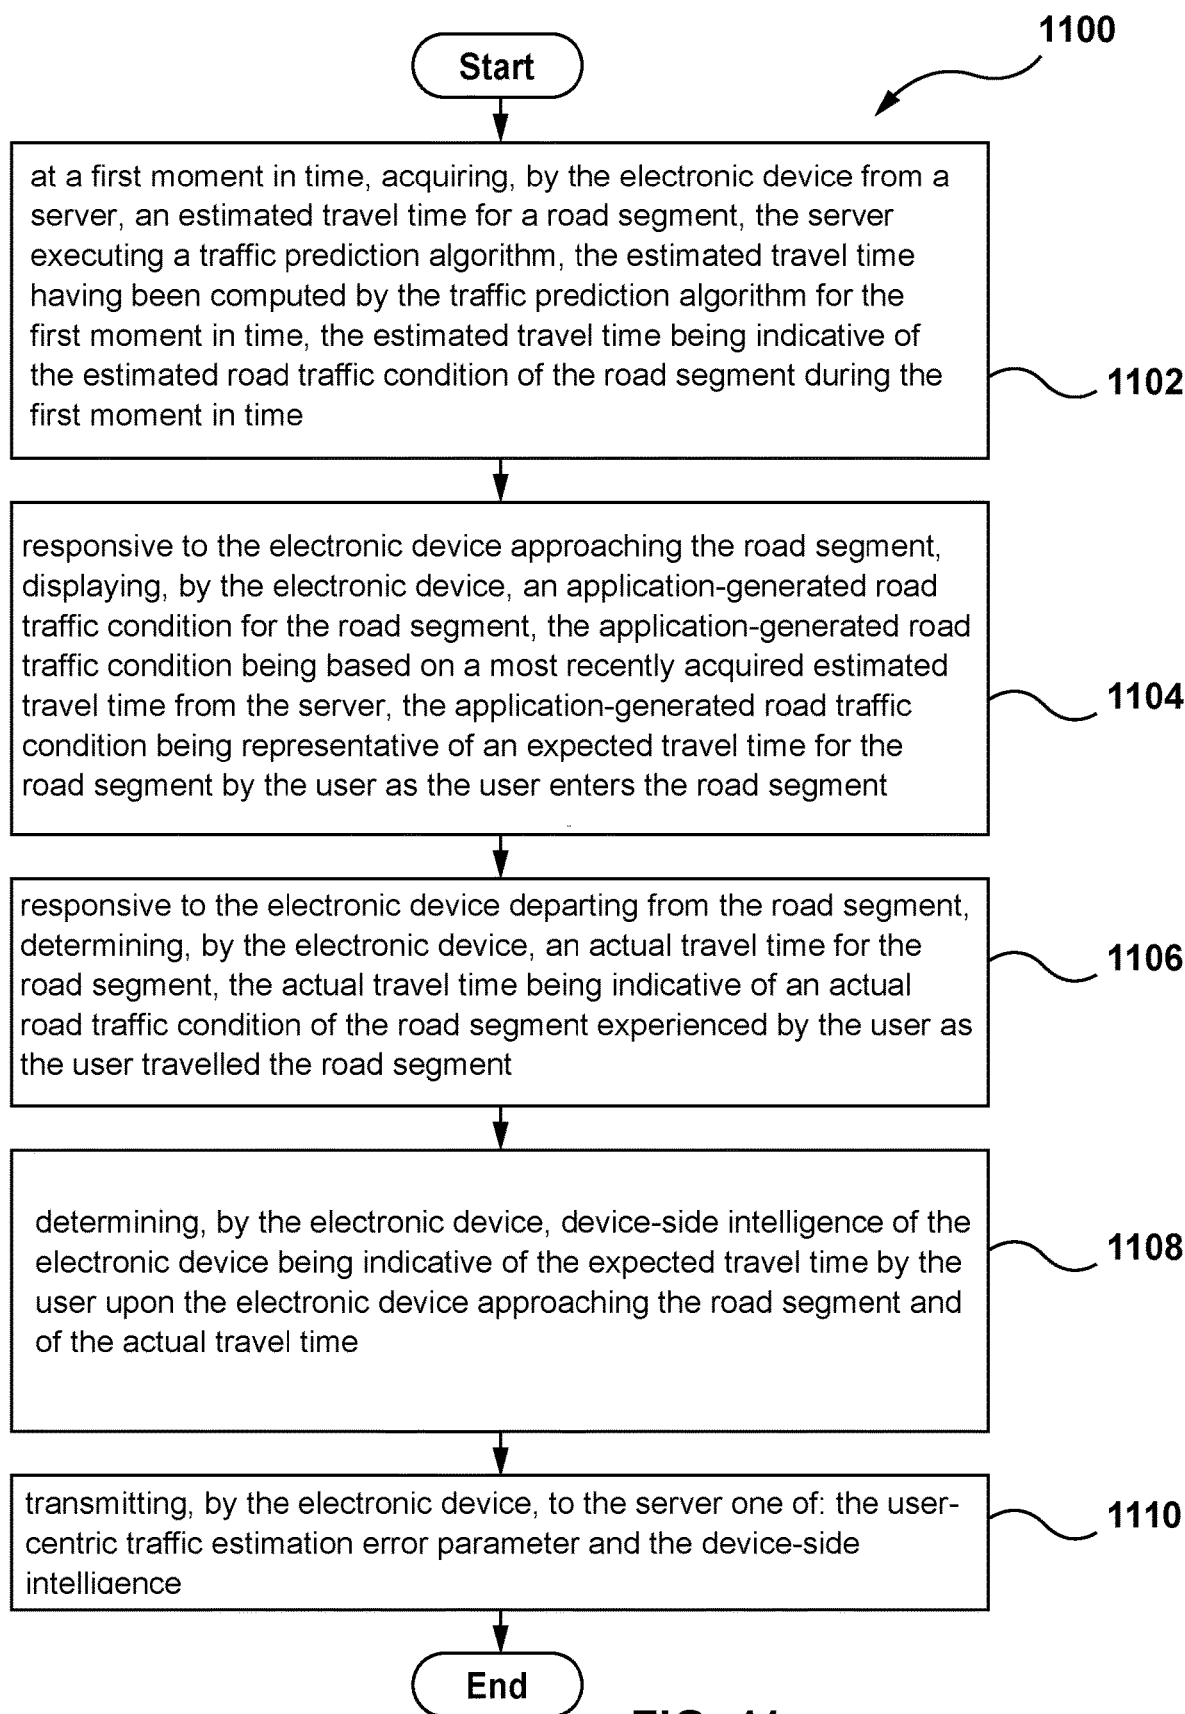 1100
Start
at a first moment in time, acquiring, by the electronic device from a
server, an estimated travel time for a road segment, the server
executing a traffic prediction algorithm, the estimated travel time
having been computed by the traffic prediction algorithm for the
first moment in time, the estimated travel time being indicative of
the estimated road traffic condition of the road segment during the
first moment in time
1102
responsive to the electronic device approaching the road segment,
displaying, by the electronic device, an application-generated road
traffic condition for the road segment, the application-generated road
traffic condition being based on a most recently acquired estimated
travel time from the server, the application-generated road traffic
condition being representative of an expected travel time for the
road segment by the user as the user enters the road segment
1104
responsive to the electronic device departing from the road segment,
determining, by the electronic device, an actual travel time for the
road segment, the actual travel time being indicative of an actual
road traffic condition of the road segment experienced by the user as
the user travelled the road segment
1106
determining, by the electronic device, device-side intelligence of the
electronic device being indicative of the expected travel time by the
user upon the electronic device approaching the road segment and
of the actual travel time
1108
transmitting, by the electronic device, to the server one of: the user-
centric traffic estimation error parameter and the device-side
intelligence
1110
End